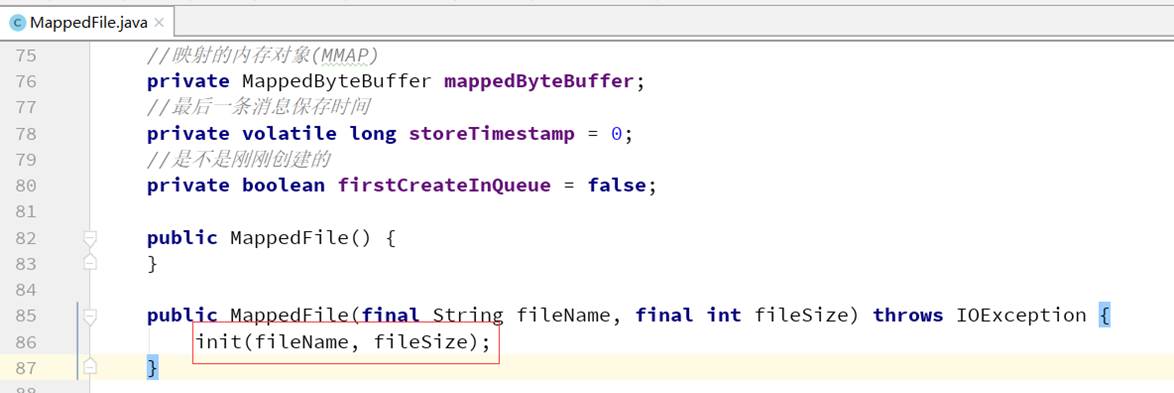 C MappedFile.java ×
75 //映射的内存对象(MMAP)
76 private MappedByteBuffer mappedByteBuffer;
77 //最后一条消息保存时间
78 private volatile long storeTimestamp = 0;
79 //是不是刚刚创建的
80 private boolean firstCreateInQueue = false;
81
82 public MappedFile() {
83 }
84
85 public MappedFile(final String fileName, final int fileSize) throws IOException {
86 init(fileName, fileSize);
87 }
88